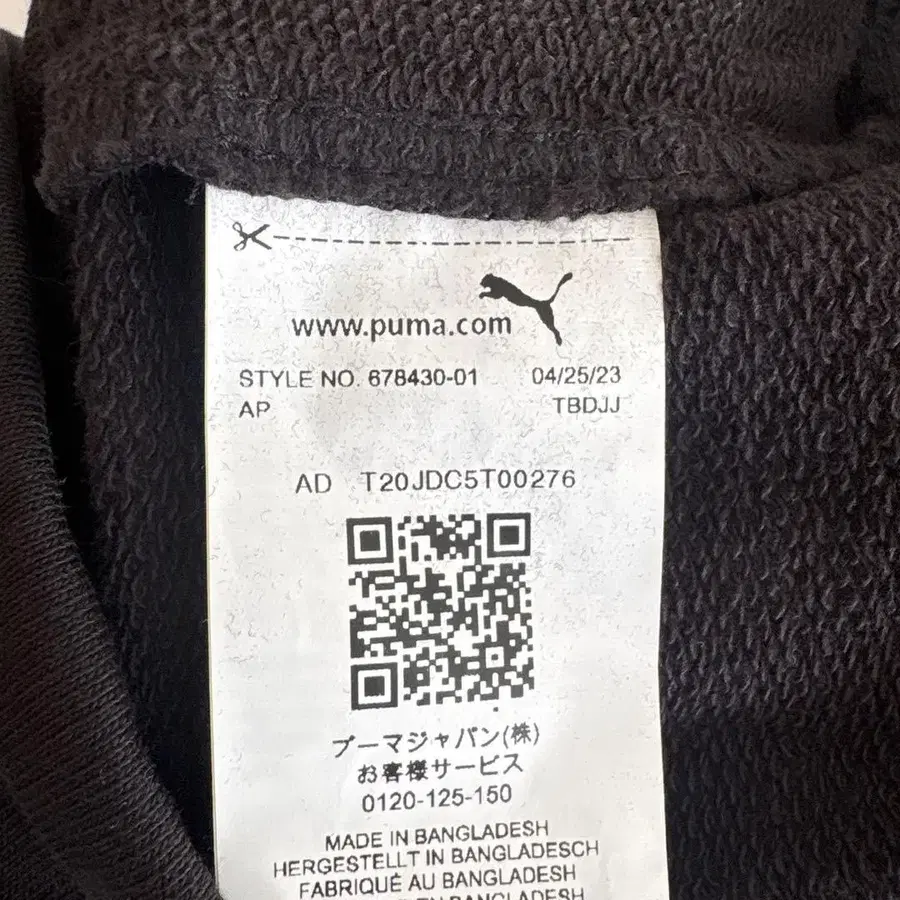 www.puma.com
STYLE NO. 678430-01 04/25/23
AP TBDJJ
AD T20JDC5T00276
プーマジャパン(株)
お客様サービス
0120-125-150
MADE IN BANGLADESH
HERGESTELLT IN BANGLADESCH
FABRIQUÉ AU BANGLADESH
EN BANGLADESH